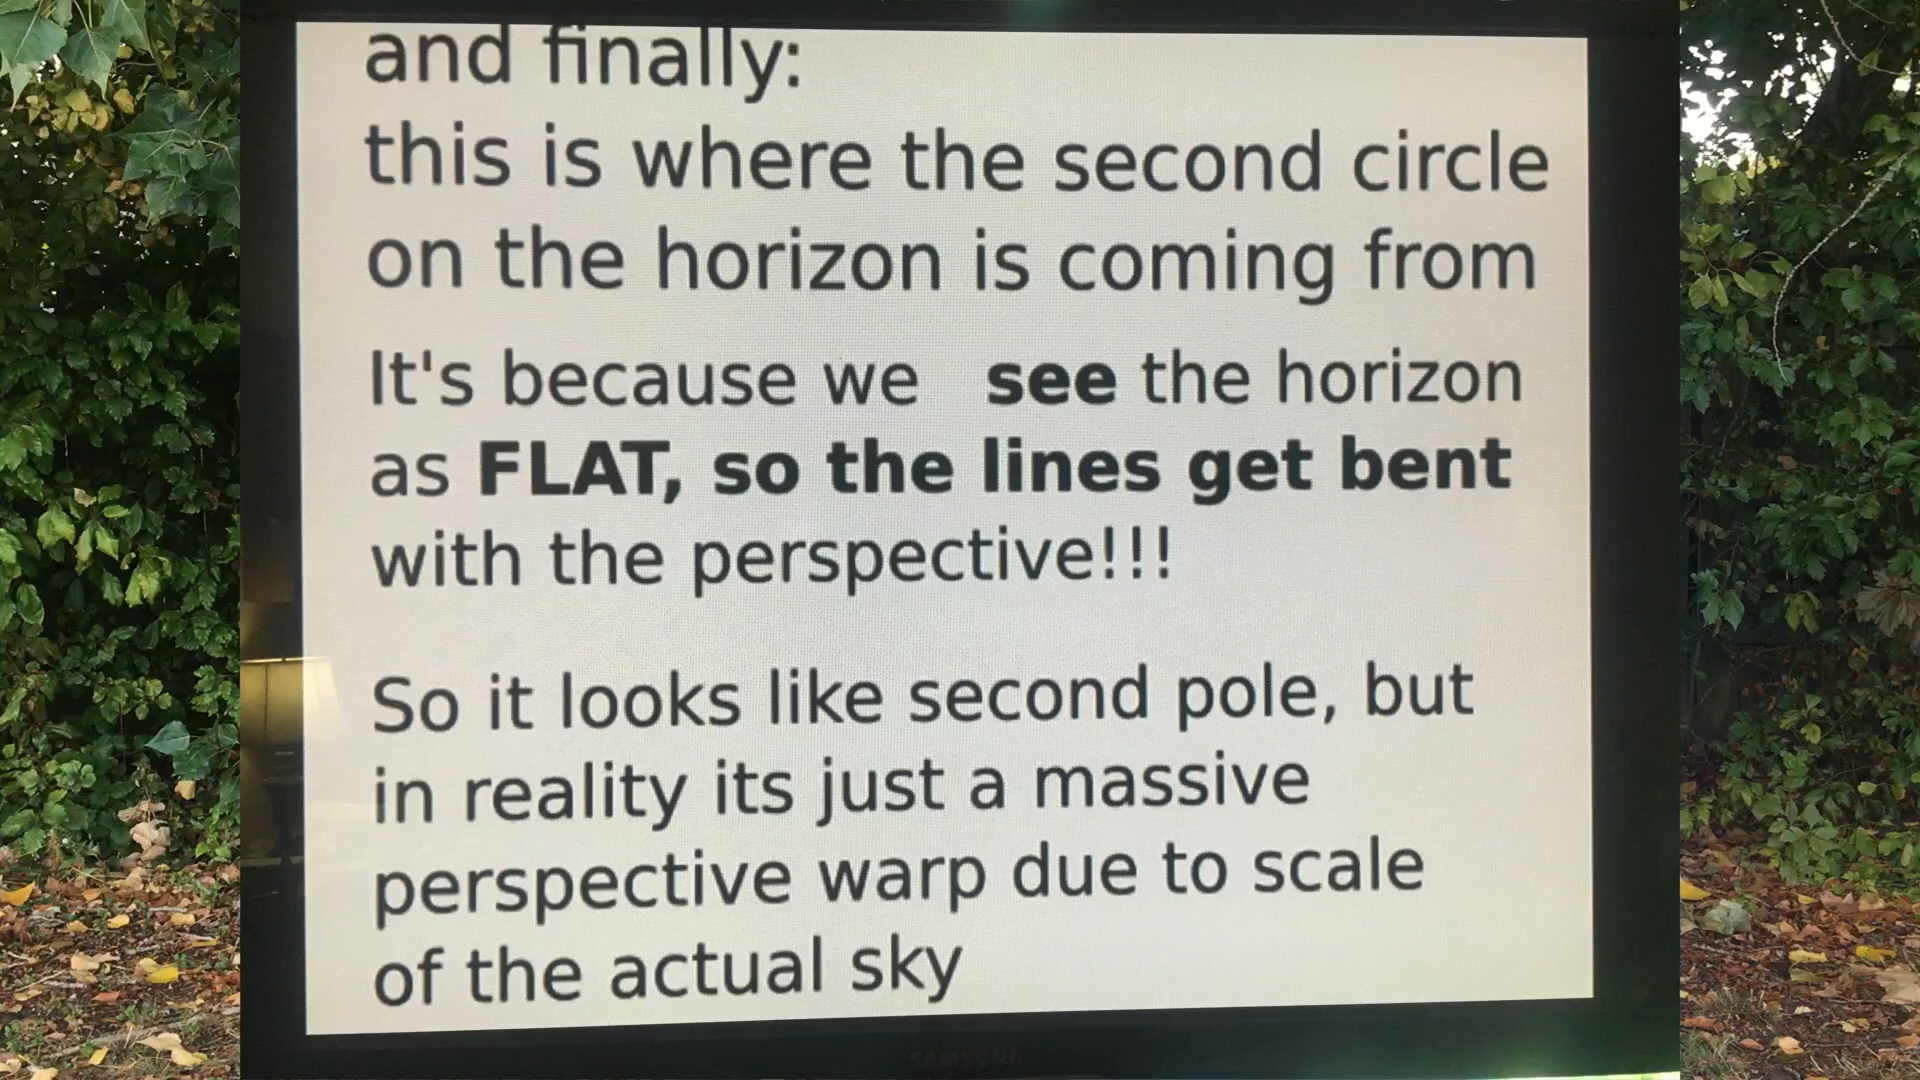 and finally:
this is where the second circle
on the horizon is coming from
It's because we see the horizon
as FLAT, so the lines get bent
with the perspective!!!
So it looks like second pole, but
in reality its just a massive
perspective warp due to scale
of the actual sky
SAMSUNG